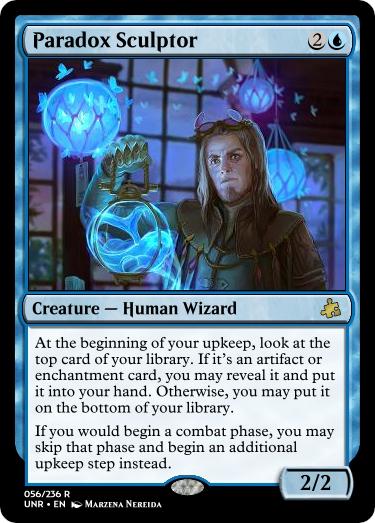 Paradox Sculptor 2
Creature — Human Wizard
At the beginning of your upkeep, look at the
top card of your library. If it's an artifact or
enchantment card, you may reveal it and put
it into your hand. Otherwise, you may put it
on the bottom of your library.
If you would begin a combat phase, you may
skip that phase and begin an additional
upkeep step instead.
2/2
056/236 R
UNR • EN Marzena Nereida